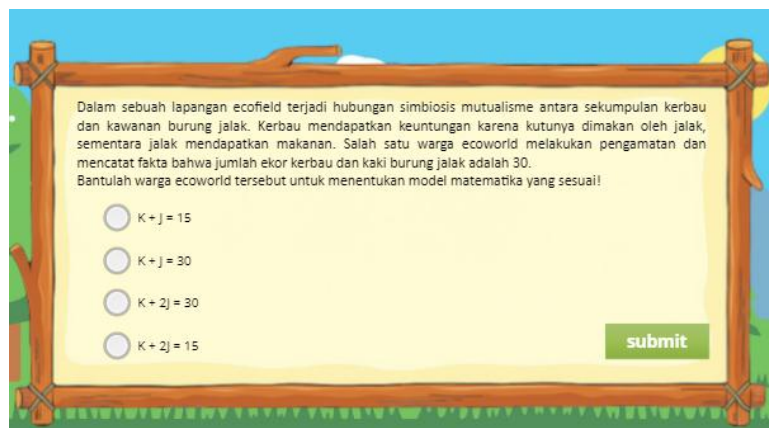 Dalam sebuah lapangan ecofield terjadi hubungan simbiosis mutualisme antara sekumpulan kerbau
dan kawanan burung jalak. Kerbau mendapatkan keuntungan karena kutunya dimakan oleh jalak,
sementara jalak mendapatkan makanan. Salah satu warga ecoworld melakukan pengamatan dan
mencatat fakta bahwa jumlah ekor kerbau dan kaki burung jalak adalah 30.
Bantulah warga ecoworld tersebut untuk menentukan model matematika yang sesuai!
K + J = 15
K + J = 30
K + 2J = 30
K + 2J = 15
submit